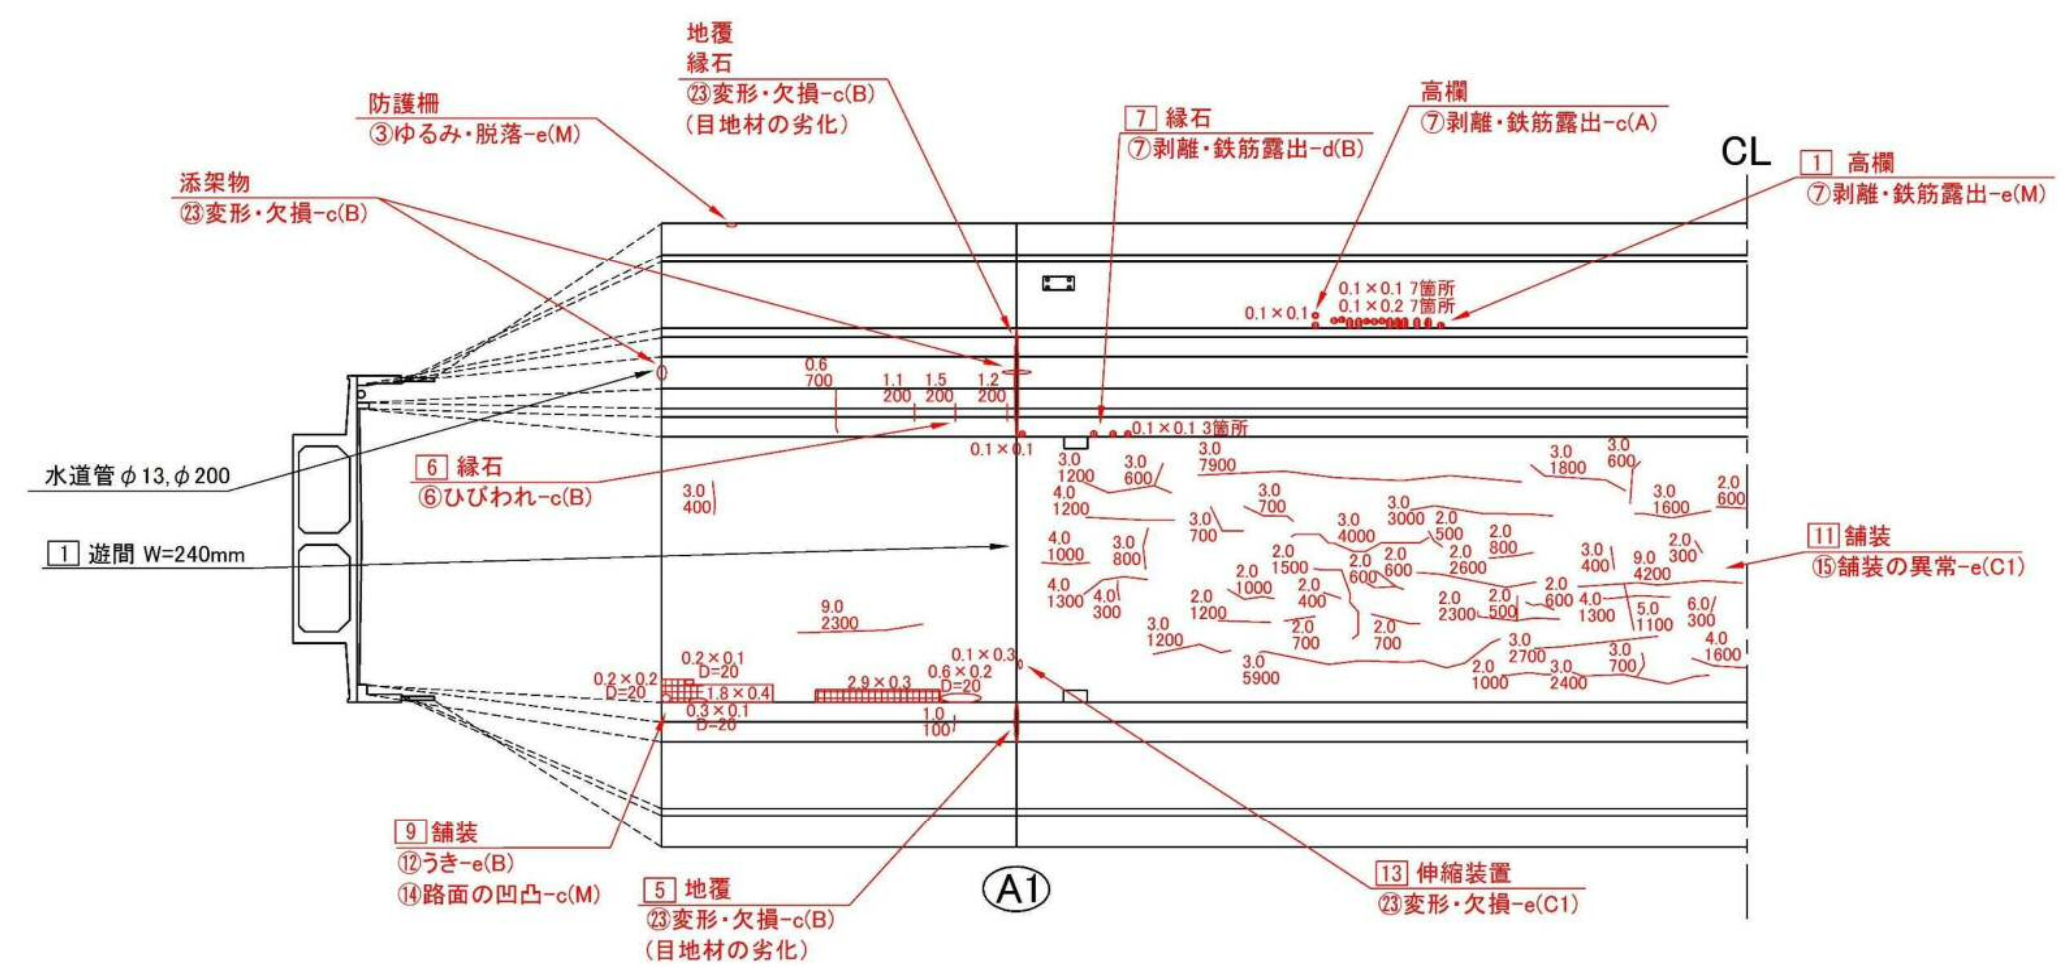 地覆
縁石
㉓変形・欠損-c(B)
(目地材の劣化)
防護柵
③ゆるみ・脱落-e(M)
添架物
㉓変形・欠損-c(B)
7 縁石
⑦剥離・鉄筋露出-d(B)
高欄
⑦剥離・鉄筋露出-c(A)
CL
1 高欄
⑦剥離・鉄筋露出-e(M)
0.1×0.1 7箇所
0.1×0.2 7箇所
0.1×0.1
0.6
700
1.1
200
1.5
200
1.2
200
0.1×0.1 3箇所
0.1×0.1
水道管φ13,φ200
6 縁石
⑥ひびわれ-c(B)
1 遊間 W=240mm
3.0
400
3.0
1200
3.0
600
3.0
7900
3.0
1800
3.0
600
4.0
1200
3.0
700
3.0
700
3.0
3000
3.0
1600
2.0
600
3.0
4000
2.0
500
2.0
800
4.0
1000
3.0
800
2.0
1500
2.0
600
2.0
600
2.0
2600
3.0
400
9.0
4200
2.0
300
11 舗装
⑮舗装の異常-e(C1)
4.0
1300
4.0
300
2.0
1200
2.0
1000
2.0
400
2.0
2300
2.0
500
2.0
600
4.0
1300
5.0
1100
6.0
300
9.0
2300
3.0
1200
2.0
700
2.0
700
3.0
2700
3.0
700
4.0
1600
3.0
5900
2.0
1000
3.0
2400
0.1×0.3
0.2×0.1
D=20
0.2×0.2
D=20
1.8×0.4
2.9×0.3
0.6×0.2
D=20
0.3×0.1
D=20
1.0
100
9 舗装
⑫うき-e(B)
⑭路面の凹凸-c(M)
5 地覆
㉓変形・欠損-c(B)
(目地材の劣化)
A1
13 伸縮装置
㉓変形・欠損-e(C1)